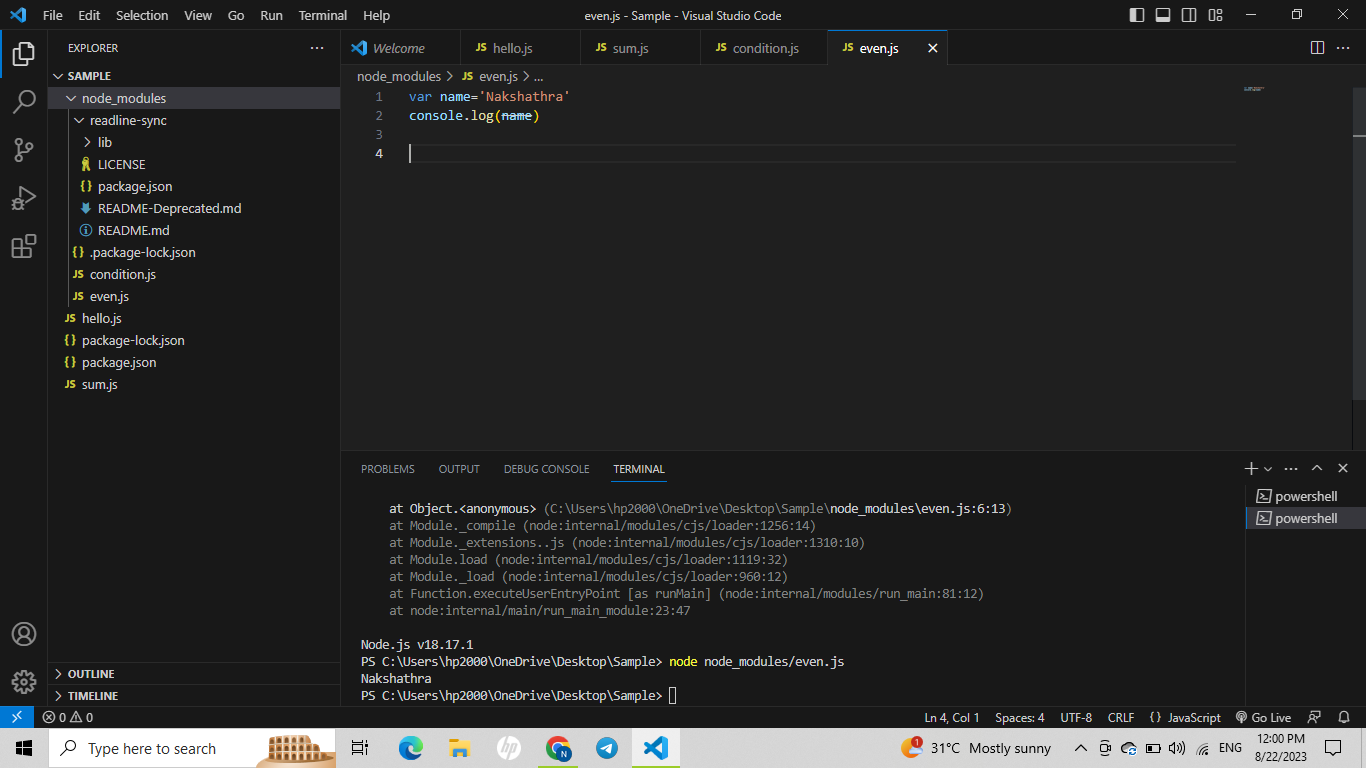 File Edit Selection View Go Run Terminal Help
even.js - Sample - Visual Studio Code
EXPLORER
SAMPLE
node_modules
readline-sync
lib
LICENSE
package.json
README-Deprecated.md
README.md
.package-lock.json
condition.js
even.js
hello.js
package-lock.json
package.json
sum.js
OUTLINE
TIMELINE
Welcome
JS hello.js
JS sum.js
JS condition.js
JS even.js
node_modules > JS even.js > ...
1 var name='Nakshathra'
2 console.log(name)
3
4
PROBLEMS OUTPUT DEBUG CONSOLE TERMINAL
at Object.<anonymous> (C:\Users\hp2000\OneDrive\Desktop\Sample\node_modules\even.js:6:13)
at Module._compile (node:internal/modules/cjs/loader:1256:14)
at Module._extensions..js (node:internal/modules/cjs/loader:1310:10)
at Module.load (node:internal/modules/cjs/loader:1119:32)
at Module._load (node:internal/modules/cjs/loader:960:12)
at Function.executeUserEntryPoint [as runMain] (node:internal/modules/run_main:81:12)
at node:internal/main/run_main_module:23:47
Node.js v18.17.1
PS C:\Users\hp2000\OneDrive\Desktop\Sample> node node_modules/even.js
Nakshathra
PS C:\Users\hp2000\OneDrive\Desktop\Sample>
powershell
powershell
0 0
Ln 4, Col 1 Spaces: 4 UTF-8 CRLF {} JavaScript Go Live
Type here to search
hp
N
1
31°C Mostly sunny
ENG
12:00 PM
8/22/2023